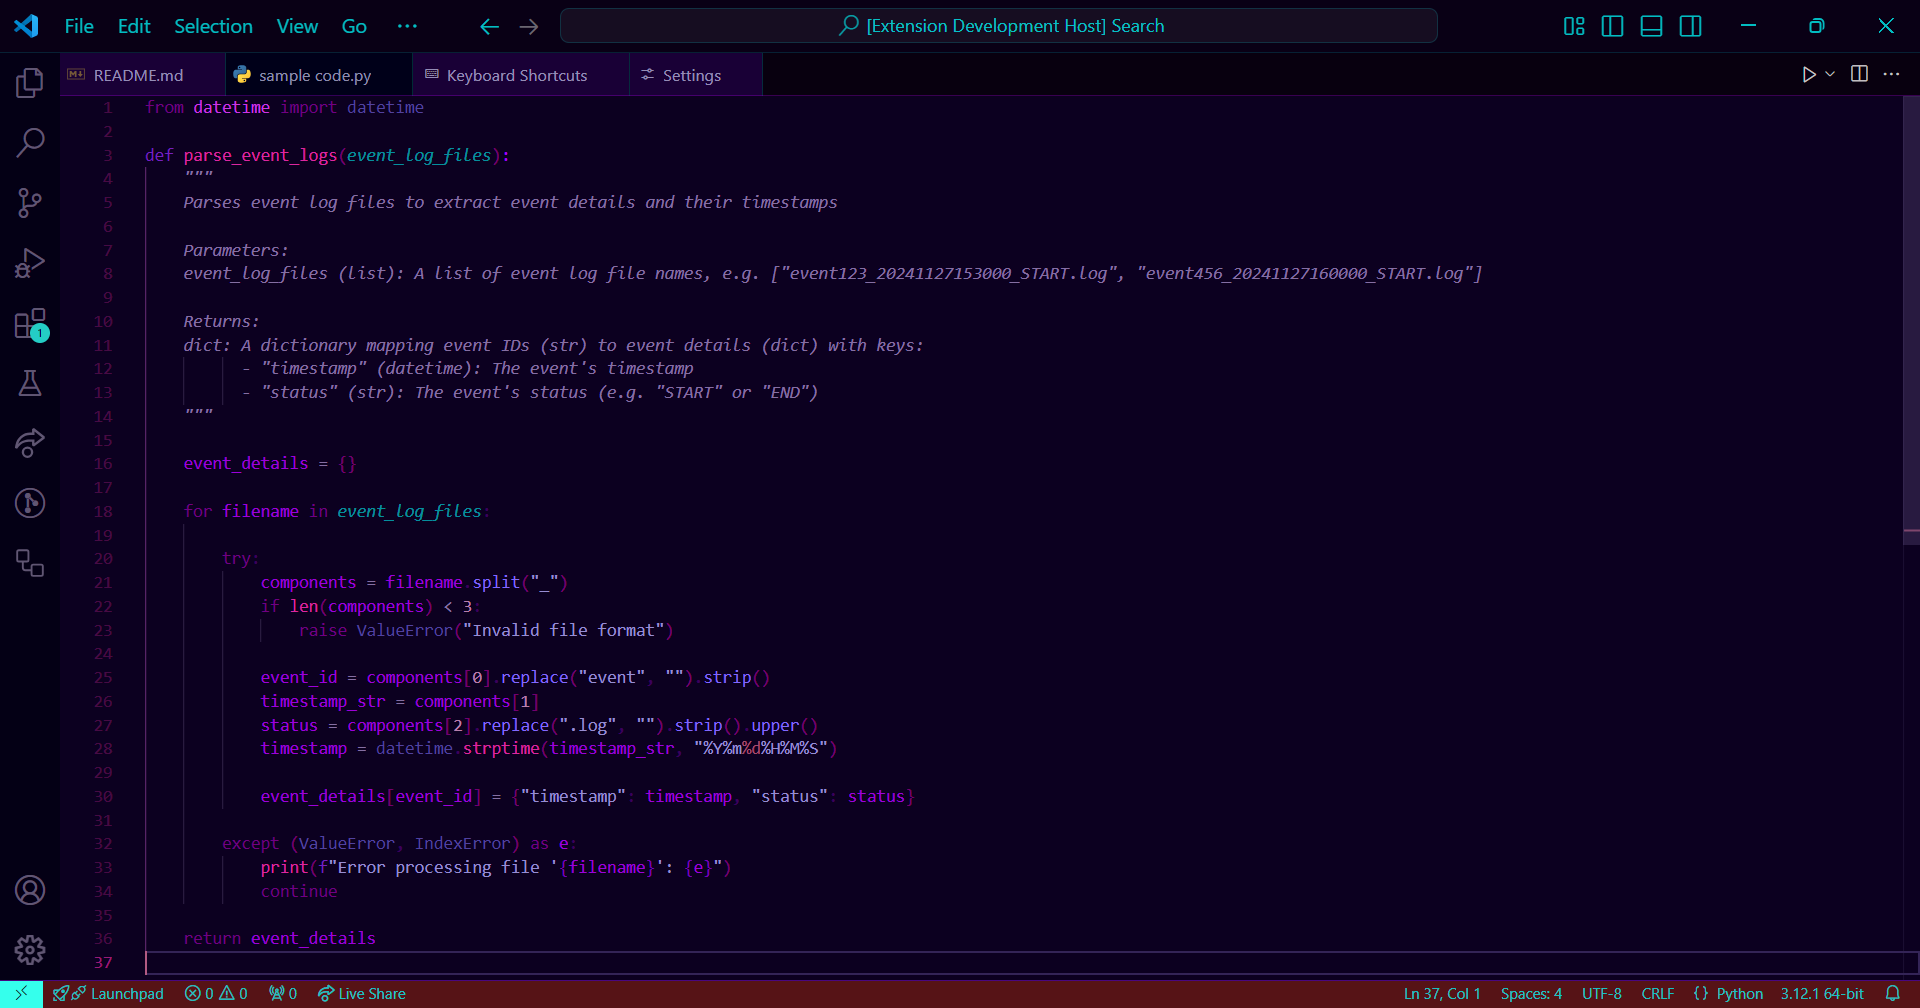 File Edit Selection View Go ··· [Extension Development Host] Search
README.md sample code.py Keyboard Shortcuts Settings
1 from datetime import datetime
2
3 def parse_event_logs(event_log_files):
4 """
5 Parses event log files to extract event details and their timestamps
6
7 Parameters:
8 event_log_files (list): A list of event log file names, e.g. ["event123_20241127153000_START.log", "event456_20241127160000_START.log"]
9
10 Returns:
11 dict: A dictionary mapping event IDs (str) to event details (dict) with keys:
12 - "timestamp" (datetime): The event's timestamp
13 - "status" (str): The event's status (e.g. "START" or "END")
14 """
15
16 event_details = {}
17
18 for filename in event_log_files:
19
20 try:
21 components = filename.split("_")
22 if len(components) < 3:
23 raise ValueError("Invalid file format")
24
25 event_id = components[0].replace("event", "").strip()
26 timestamp_str = components[1]
27 status = components[2].replace(".log", "").strip().upper()
28 timestamp = datetime.strptime(timestamp_str, "%Y%m%d%H%M%S")
29
30 event_details[event_id] = {"timestamp": timestamp, "status": status}
31
32 except (ValueError, IndexError) as e:
33 print(f"Error processing file '{filename}': {e}")
34 continue
35
36 return event_details
37
1
Launchpad 0 0 0 Live Share Ln 37, Col 1 Spaces: 4 UTF-8 CRLF {} Python 3.12.1 64-bit